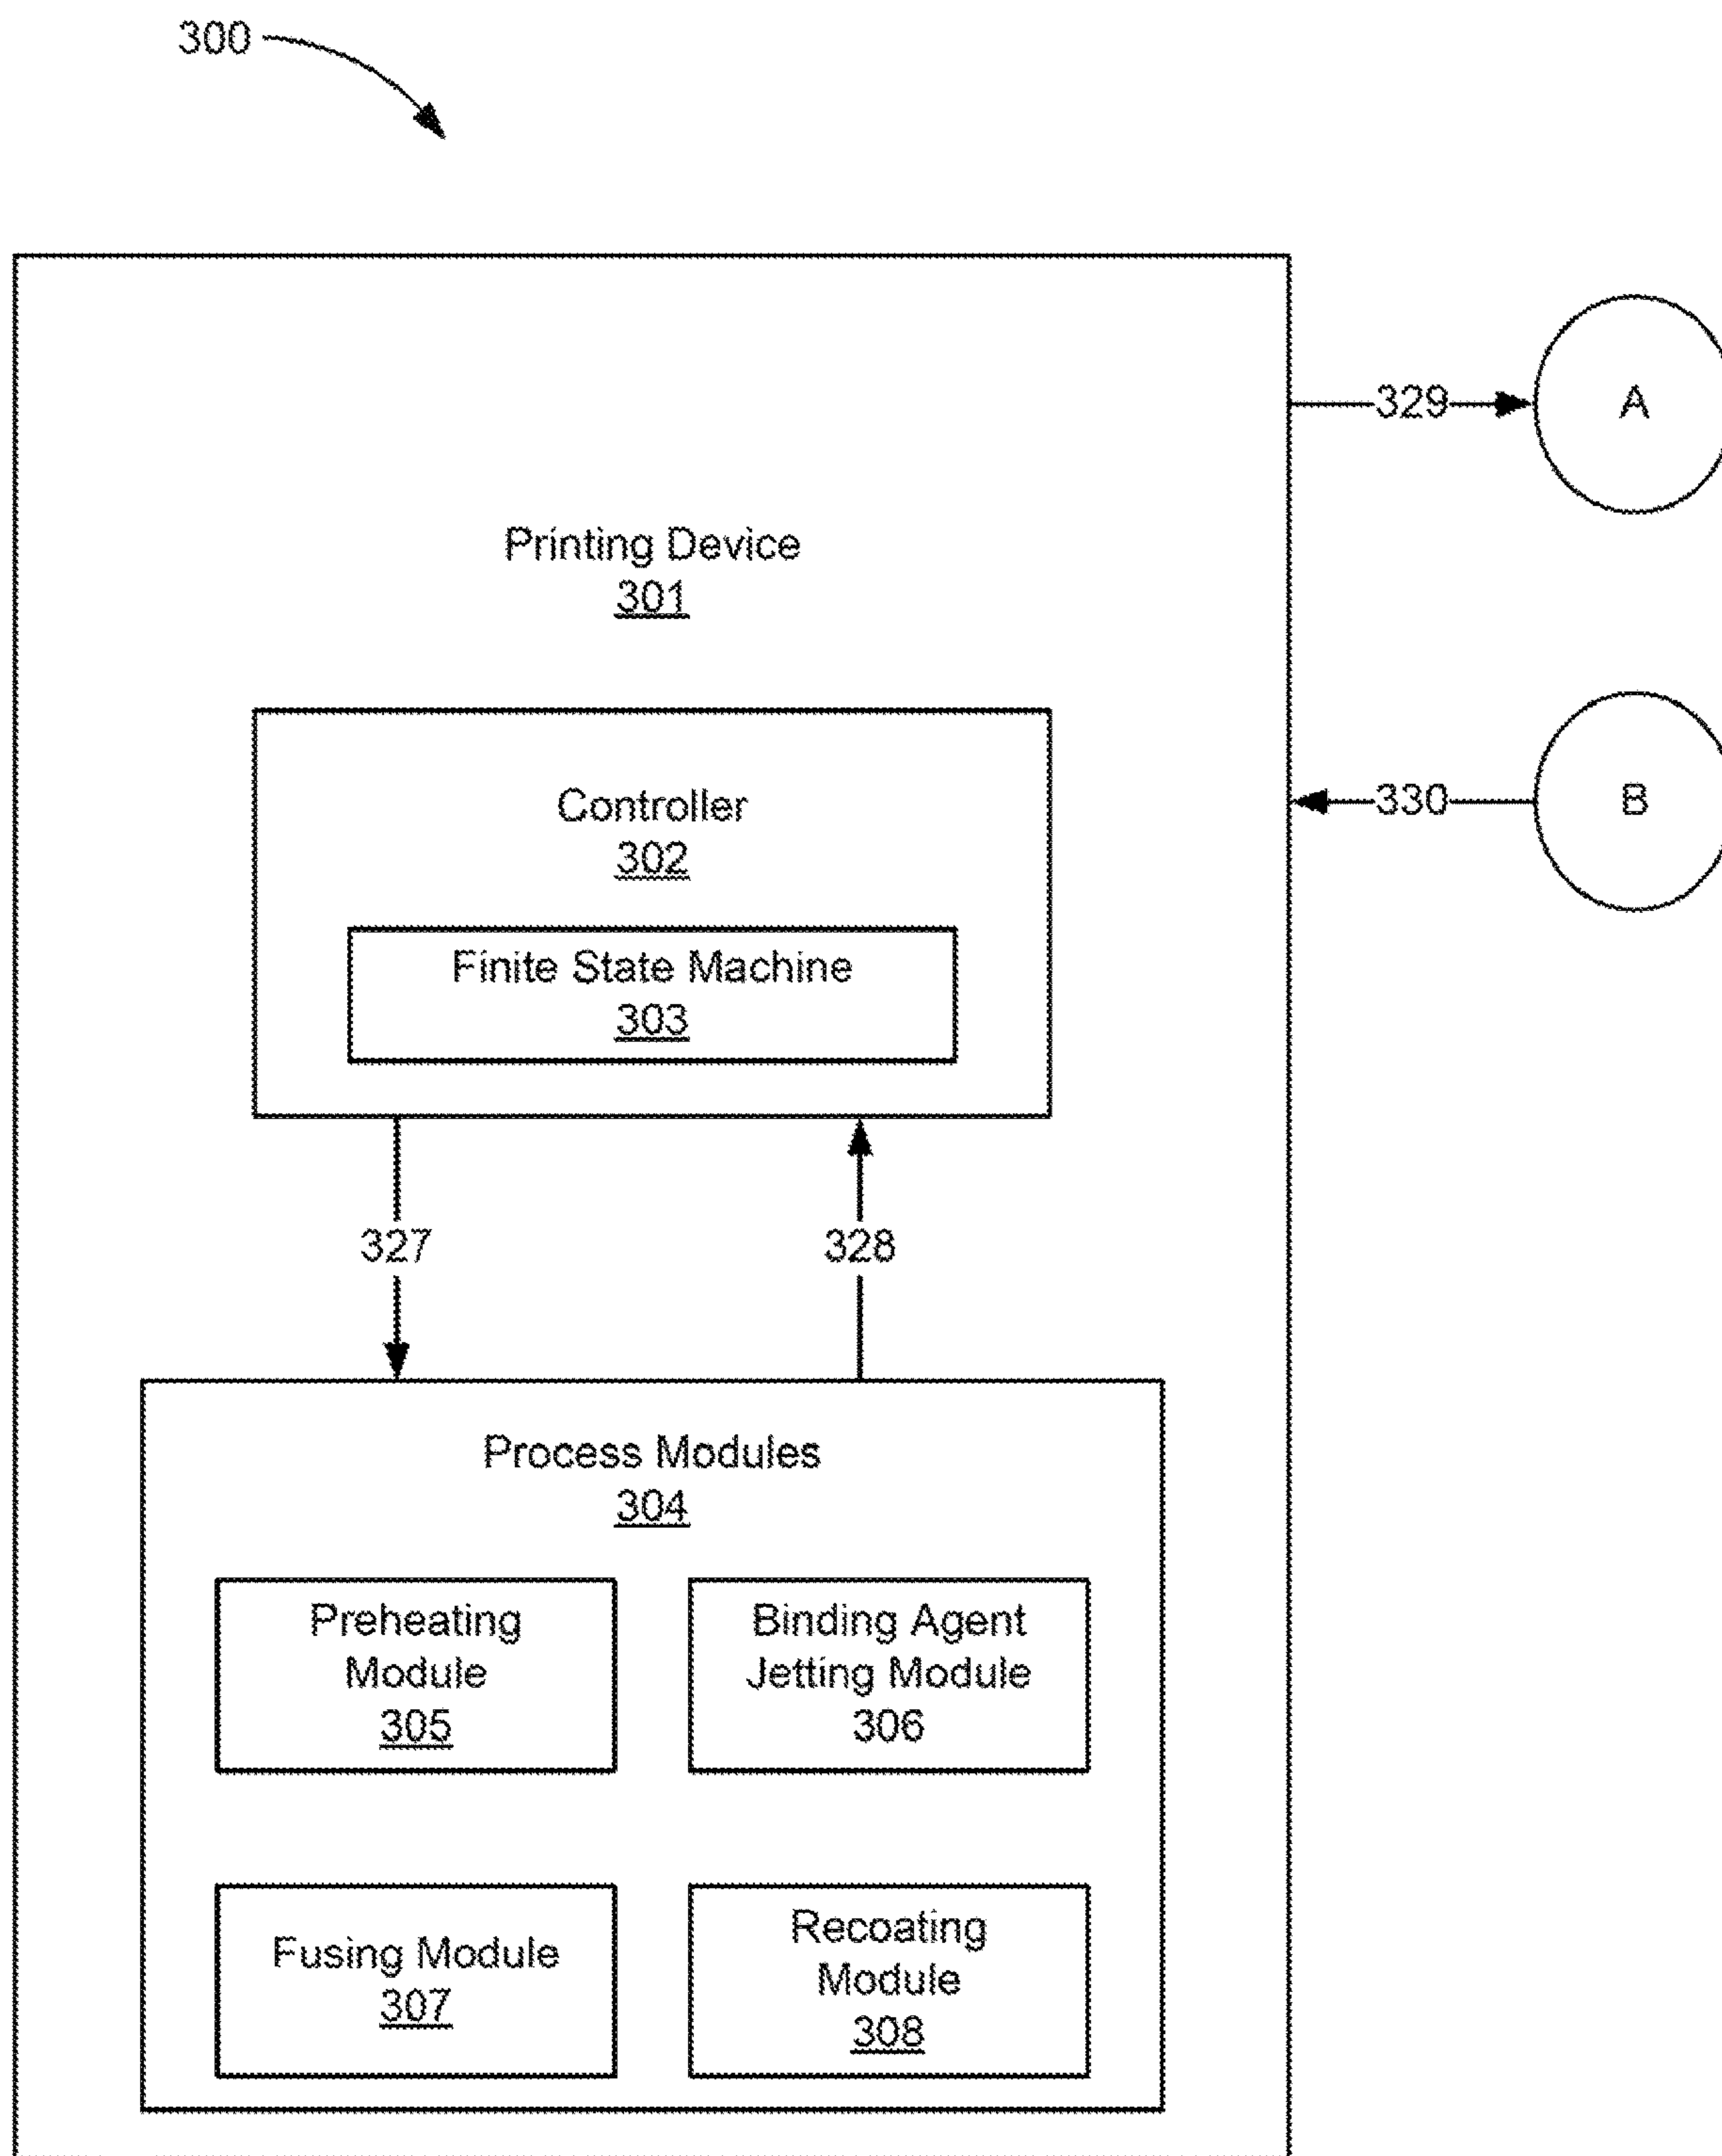 300
329
A
Printing Device
301
330
B
Controller
302
Finite State Machine
303
327
328
Process Modules
304
Preheating
Module
305
Binding Agent
Jetting Module
306
Fusing Module
307
Recoating
Module
308